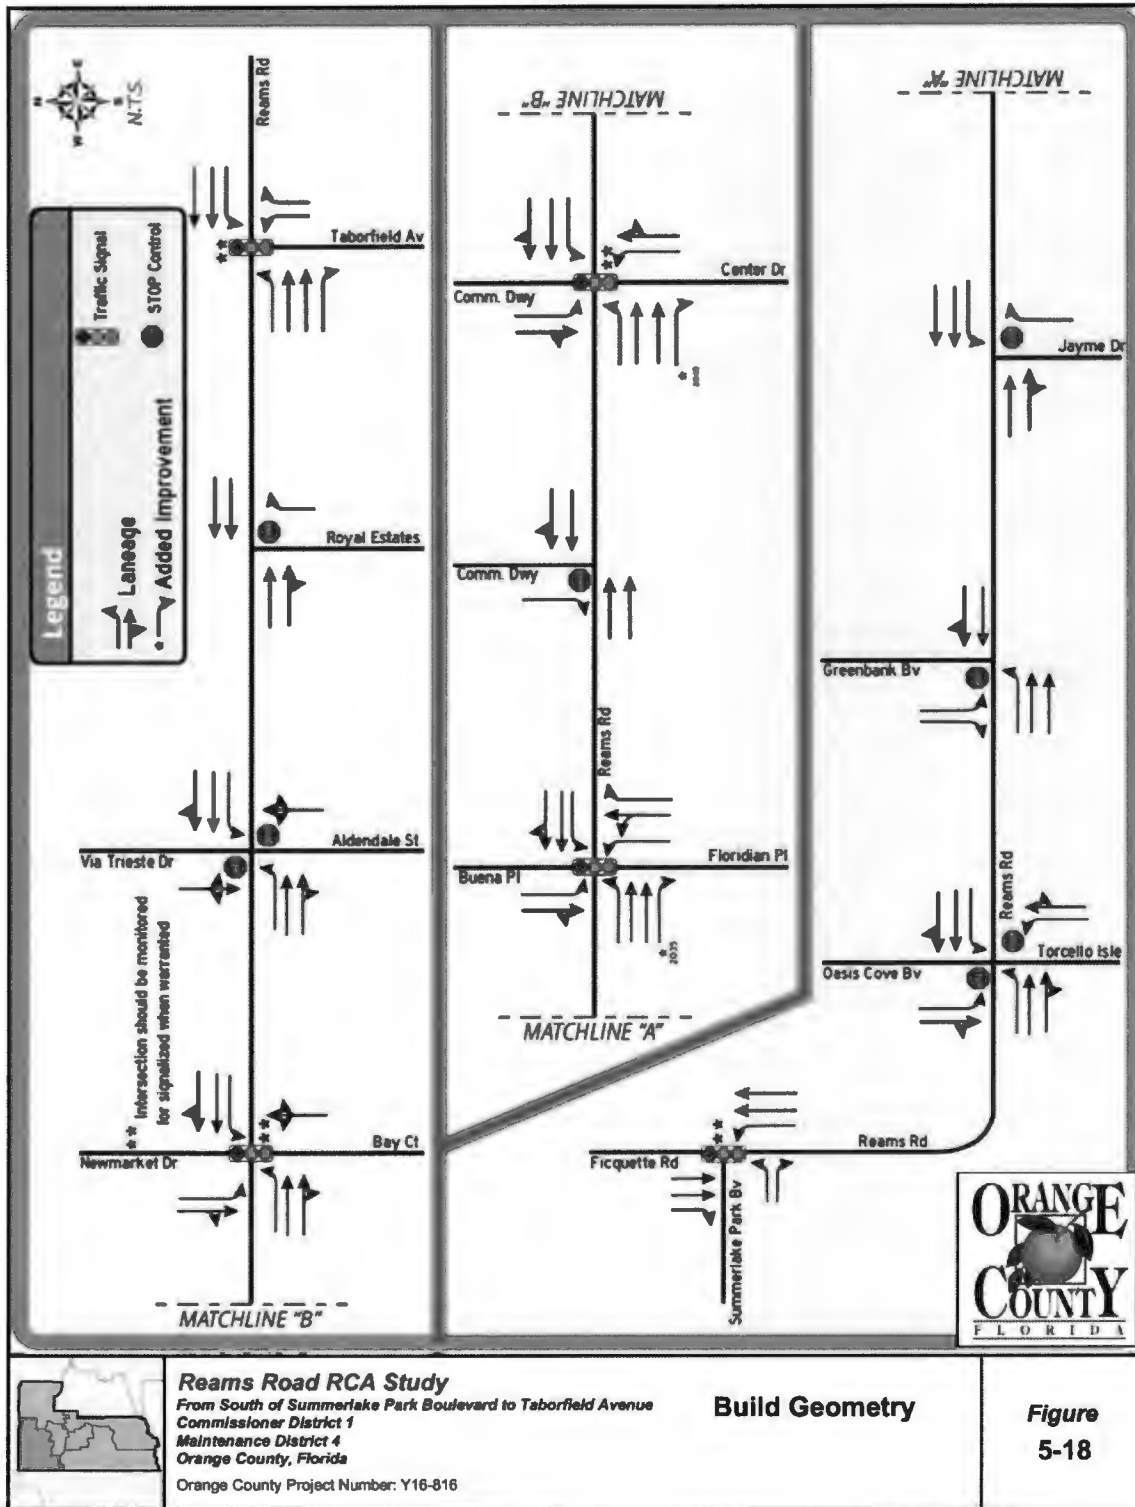 N
E
W
S
N.T.S.
Legend
Laneage
* Added Improvement
Traffic Signal
STOP Control
Reams Rd
**
Taborfield Av
Royal Estates
Via Trieste Dr
Aldendale St
** Intersection should be monitored
for signalized when warranted
Newmarket Dr
**
Bay Ct
MATCHLINE "B"
MATCHLINE "B"
Comm. Dwy
**
Center Dr
*
Comm. Dwy
Reams Rd
Buena Pl
Floridian Pl
* 2035
MATCHLINE "A"
MATCHLINE "A"
Jayme Dr
Greenbank Bv
Reams Rd
Oasis Cove Bv
Torcello Isle
Ficquette Rd
**
Reams Rd
Summerlake Park Bv
ORANGE
COUNTY
FLORIDA
Reams Road RCA Study
From South of Summerlake Park Boulevard to Taborfield Avenue
Commissioner District 1
Maintenance District 4
Orange County, Florida
Orange County Project Number: Y16-816
Build Geometry
Figure
5-18